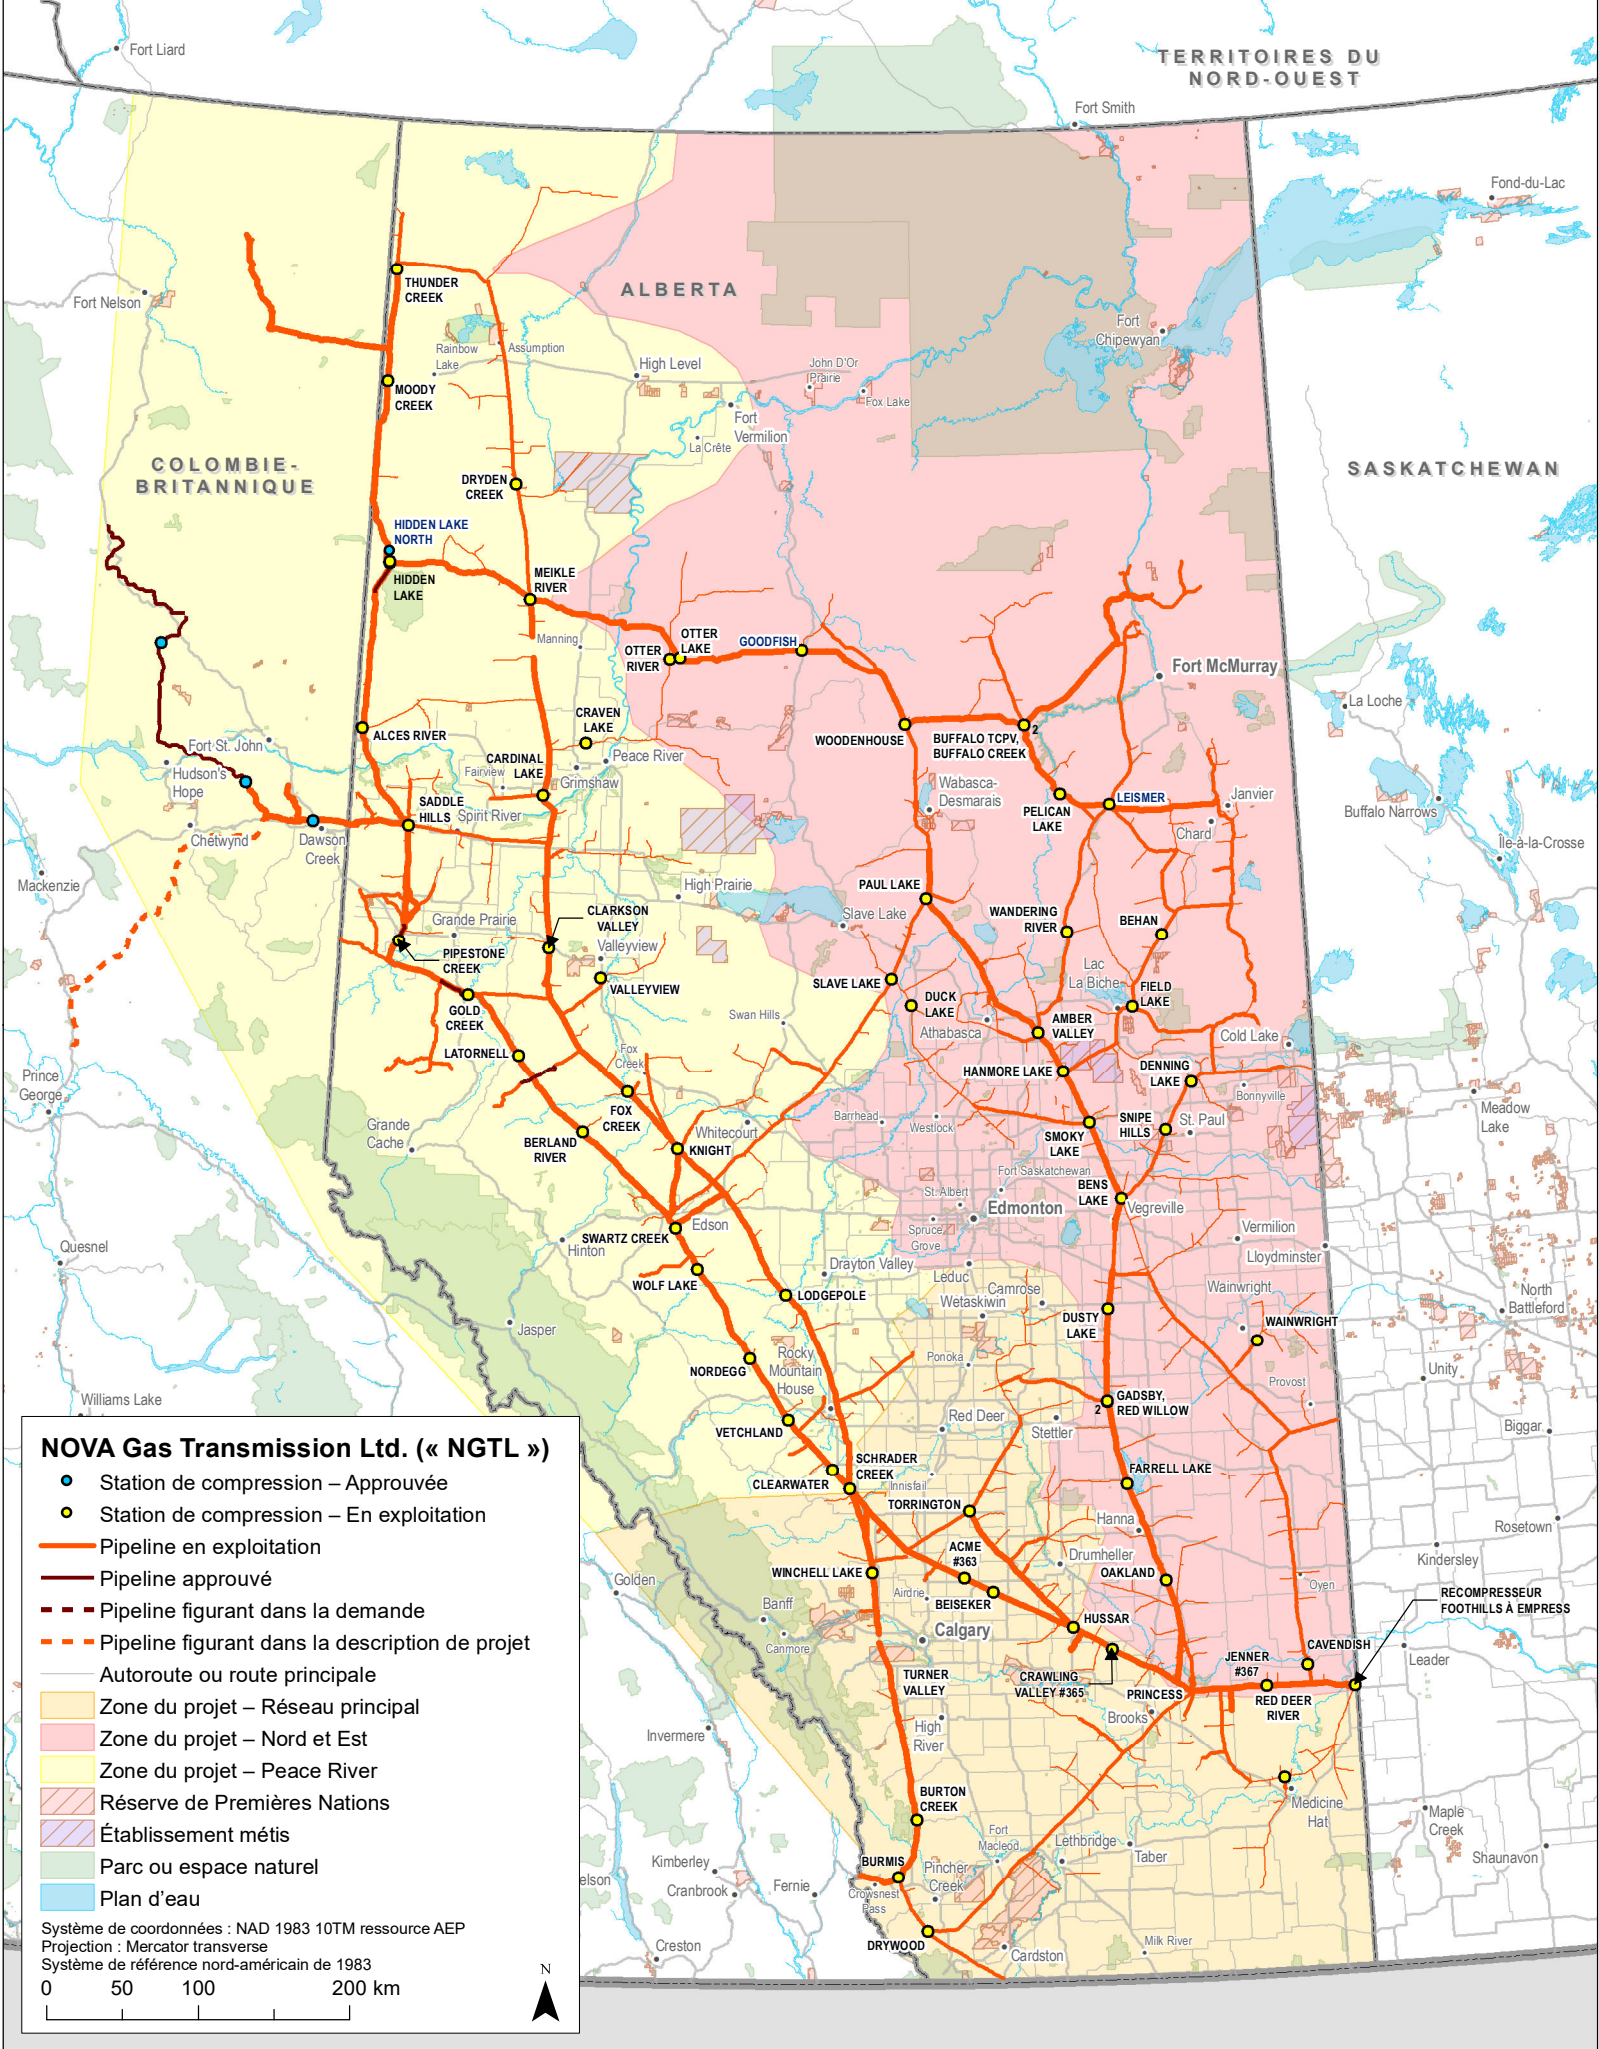 Fort Liard
TERRITOIRES DU
NORD-OUEST
Fort Smith
Fond-du-Lac
THUNDER
CREEK
ALBERTA
Fort Nelson
Fort
Chipewyan
Rainbow
Lake
Assumption
High Level
John D'Or
Prairie
Fox Lake
MOODY
CREEK
Fort
Vermilion
La Crête
COLOMBIE-
BRITANNIQUE
SASKATCHEWAN
DRYDEN
CREEK
HIDDEN LAKE
NORTH
HIDDEN
LAKE
MEIKLE
RIVER
Manning
OTTER
LAKE
OTTER
RIVER
GOODFISH
Fort McMurray
La Loche
CRAVEN
LAKE
ALCES RIVER
WOODENHOUSE
BUFFALO TCPV,
BUFFALO CREEK
2
Fort St. John
Hudson's
Hope
CARDINAL
LAKE
Fairview
Peace River
Grimshaw
Wabasca-
Desmarais
PELICAN
LAKE
LEISMER
Janvier
Chard
Buffalo Narrows
SADDLE
HILLS
Spirit River
Chetwynd
Dawson
Creek
Île-à-la-Crosse
Mackenzie
High Prairie
PAUL LAKE
Slave Lake
WANDERING
RIVER
BEHAN
Grande Prairie
CLARKSON
VALLEY
Valleyview
PIPESTONE
CREEK
VALLEYVIEW
SLAVE LAKE
Lac
La Biche
FIELD
LAKE
DUCK
LAKE
Athabasca
AMBER
VALLEY
GOLD
CREEK
Swan Hills
Cold Lake
LATORNELL
Fox
Creek
HANMORE LAKE
DENNING
LAKE
Bonnyville
Prince
George
FOX
CREEK
Meadow
Lake
Grande
Cache
BERLAND
RIVER
Whitecourt
KNIGHT
Barrhead
Westlock
SMOKY
LAKE
SNIPE
HILLS
St. Paul
Fort Saskatchewan
St. Albert
BENS
LAKE
Edmonton
Vegreville
Spruce
Grove
Edson
SWARTZ CREEK
Vermilion
Lloydminster
Quesnel
Hinton
WOLF LAKE
Drayton Valley
Leduc
Camrose
Wetaskiwin
Wainwright
North
Battleford
LODGEPOLE
DUSTY
LAKE
WAINWRIGHT
Jasper
Rocky
Mountain
House
Ponoka
Unity
NORDEGG
Provost
Williams Lake
GADSBY,
RED WILLOW
2
Red Deer
Stettler
Biggar
VETCHLAND
SCHRADER
CREEK
CLEARWATER
Innisfail
FARRELL LAKE
TORRINGTON
Hanna
Rosetown
ACME
#363
Drumheller
Kindersley
WINCHELL LAKE
Airdrie
BEISEKER
OAKLAND
Oyen
RECOMPRESSEUR
FOOTHILLS À EMPRESS
Golden
Banff
Canmore
Calgary
HUSSAR
CAVENDISH
Leader
TURNER
VALLEY
CRAWLING
VALLEY #365
JENNER
#367
PRINCESS
RED DEER
RIVER
Brooks
Invermere
High
River
BURTON
CREEK
Medicine
Hat
Maple
Creek
Fort
Macleod
Lethbridge
Taber
Shaunavon
BURMIS
Pincher
Creek
Crowsnest
Pass
Kimberley
Cranbrook
Fernie
elson
DRYWOOD
Cardston
Milk River
Creston
NOVA Gas Transmission Ltd. (« NGTL »)
Station de compression – Approuvée
Station de compression – En exploitation
Pipeline en exploitation
Pipeline approuvé
Pipeline figurant dans la demande
Pipeline figurant dans la description de projet
Autoroute ou route principale
Zone du projet – Réseau principal
Zone du projet – Nord et Est
Zone du projet – Peace River
Réserve de Premières Nations
Établissement métis
Parc ou espace naturel
Plan d'eau
Système de coordonnées : NAD 1983 10TM ressource AEP
Projection : Mercator transverse
Système de référence nord-américain de 1983
0 50 100 200 km
N